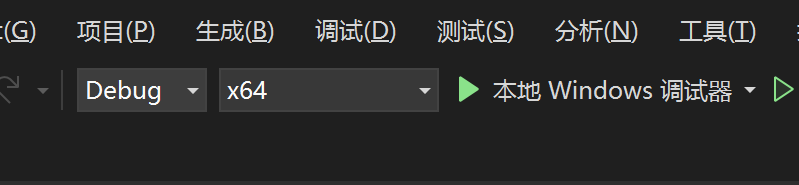 (G) 项目(P) 生成(B) 调试(D) 测试(S) 分析(N) 工具(T)
Debug x64 本地 Windows 调试器